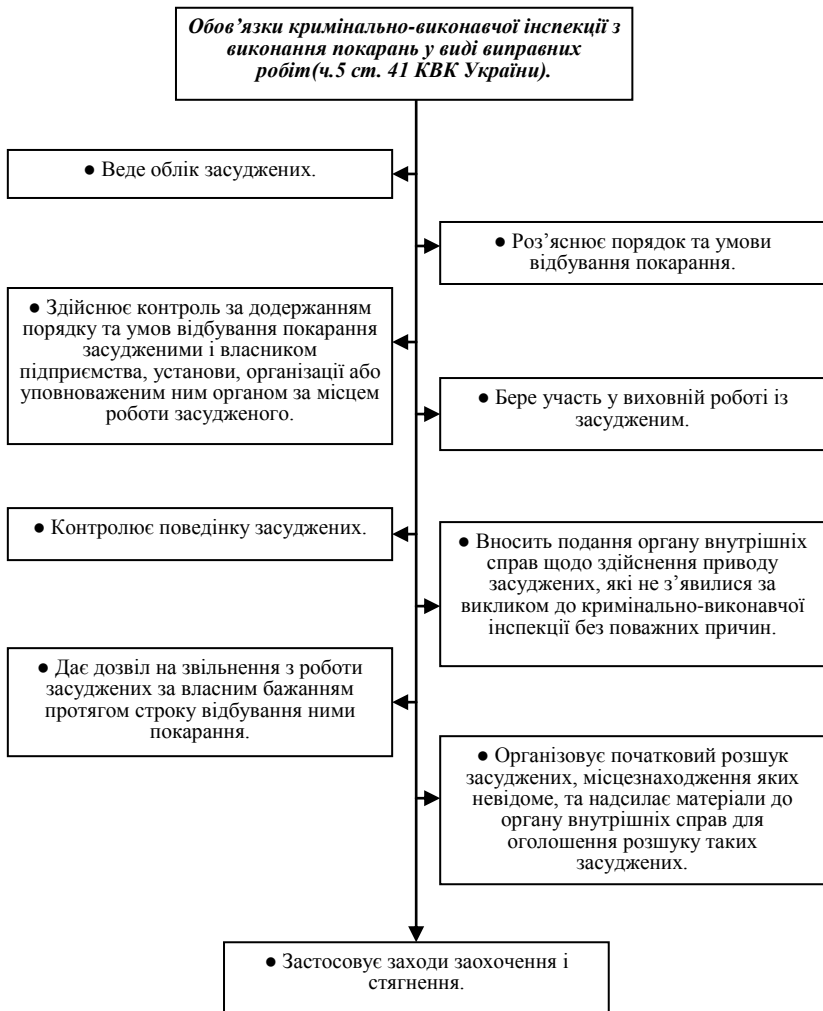 Обов’язки кримінально-виконавчої інспекції з
виконання покарань у виді виправних
робіт(ч.5 ст. 41 КВК України).
● Веде облік засуджених.
● Роз’яснює порядок та умови
відбування покарання.
● Здійснює контроль за додержанням
порядку та умов відбування покарання
засудженими і власником
підприємства, установи, організації або
уповноваженим ним органом за місцем
роботи засудженого.
● Бере участь у виховній роботі із
засудженим.
● Контролює поведінку засуджених.
● Вносить подання органу внутрішніх
справ щодо здійснення приводу
засуджених, які не з’явилися за
викликом до кримінально-виконавчої
інспекції без поважних причин.
● Дає дозвіл на звільнення з роботи
засуджених за власним бажанням
протягом строку відбування ними
покарання.
● Організовує початковий розшук
засуджених, місцезнаходження яких
невідоме, та надсилає матеріали до
органу внутрішніх справ для
оголошення розшуку таких
засуджених.
● Застосовує заходи заохочення і
стягнення.